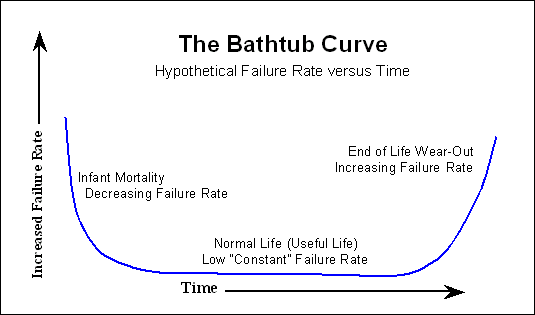 The Bathtub Curve
Hypothetical Failure Rate versus Time
Increased Failure Rate
Infant Mortality
Decreasing Failure Rate
End of Life Wear-Out
Increasing Failure Rate
Normal Life (Useful Life)
Low "Constant" Failure Rate
Time